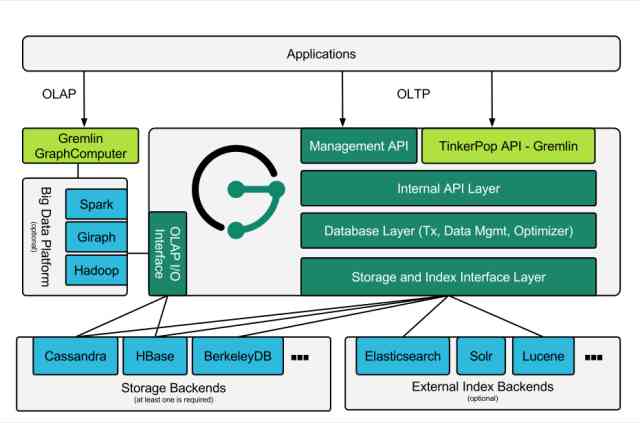 Applications
OLAP
OLTP
Gremlin
GraphComputer
Management API
TinkerPop API - Gremlin
Big Data Platform
(optional)
Spark
Giraph
Hadoop
OLAP I/O
Interface
Internal API Layer
Database Layer (Tx, Data Mgmt, Optimizer)
Storage and Index Interface Layer
Cassandra
HBase
BerkeleyDB
Storage Backends
(at least one is required)
Elasticsearch
Solr
Lucene
External Index Backends
(optional)